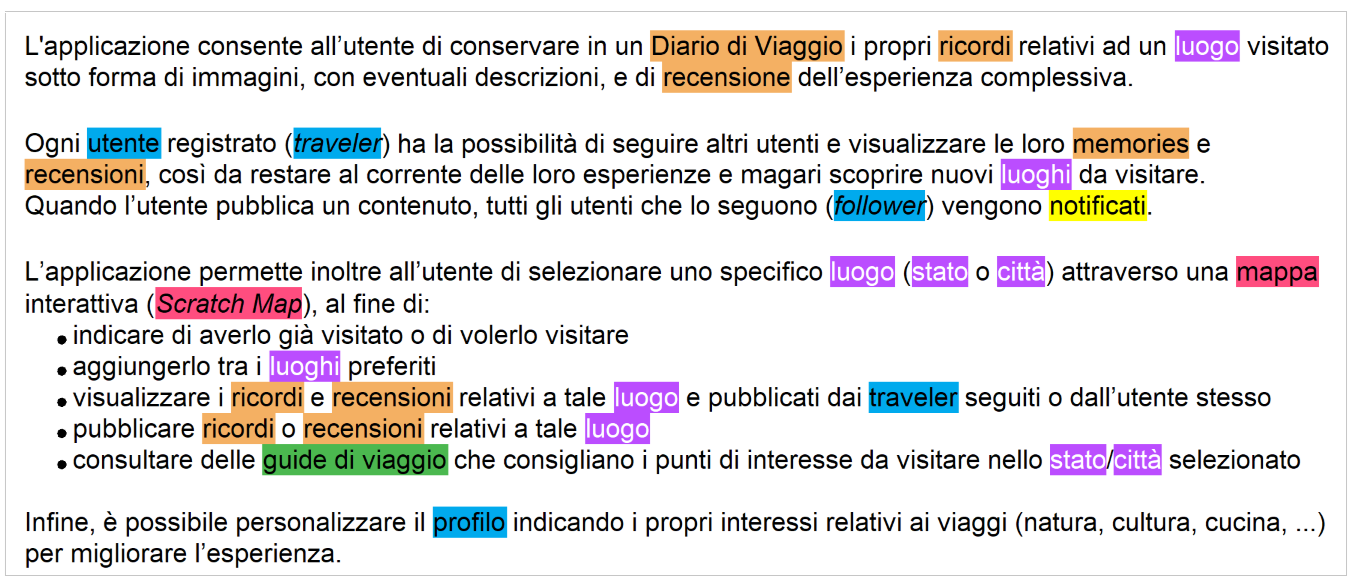 L'applicazione consente all’utente di conservare in un Diario di Viaggio i propri ricordi relativi ad un luogo visitato
sotto forma di immagini, con eventuali descrizioni, e di recensione dell’esperienza complessiva.
Ogni utente registrato (traveler) ha la possibilità di seguire altri utenti e visualizzare le loro memories e
recensioni, così da restare al corrente delle loro esperienze e magari scoprire nuovi luoghi da visitare.
Quando l’utente pubblica un contenuto, tutti gli utenti che lo seguono (follower) vengono notificati.
L’applicazione permette inoltre all’utente di selezionare uno specifico luogo (stato o città) attraverso una mappa
interattiva (Scratch Map), al fine di:
• indicare di averlo già visitato o di volerlo visitare
• aggiungerlo tra i luoghi preferiti
• visualizzare i ricordi e recensioni relativi a tale luogo e pubblicati dai traveler seguiti o dall’utente stesso
• pubblicare ricordi o recensioni relativi a tale luogo
• consultare delle guide di viaggio che consigliano i punti di interesse da visitare nello stato/città selezionato
Infine, è possibile personalizzare il profilo indicando i propri interessi relativi ai viaggi (natura, cultura, cucina, ...)
per migliorare l’esperienza.